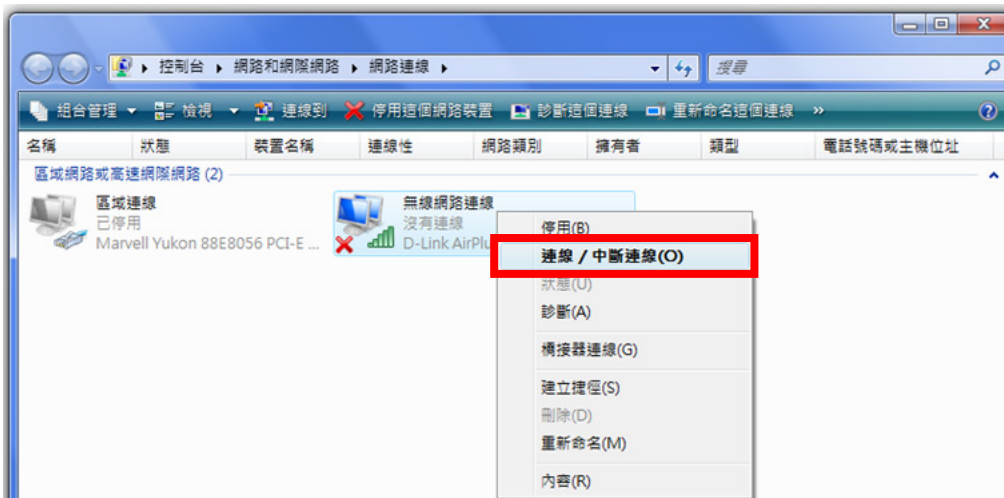 控制台 ▸ 網路和網際網路 ▸ 網路連線 ▸ 搜尋
組合管理 檢視 連線到 停用這個網路裝置 診斷這個連線 重新命名這個連線 »
名稱 狀態 裝置名稱 連線性 網路類別 擁有者 類型 電話號碼或主機位址
區域網路或高速網際網路 (2)
區域連線
已停用
Marvell Yukon 88E8056 PCI-E ...
無線網路連線
沒有連線
D-Link AirPlu
停用(B)
連線 / 中斷連線(O)
狀態(U)
診斷(A)
橋接器連線(G)
建立捷徑(S)
刪除(D)
重新命名(M)
內容(R)